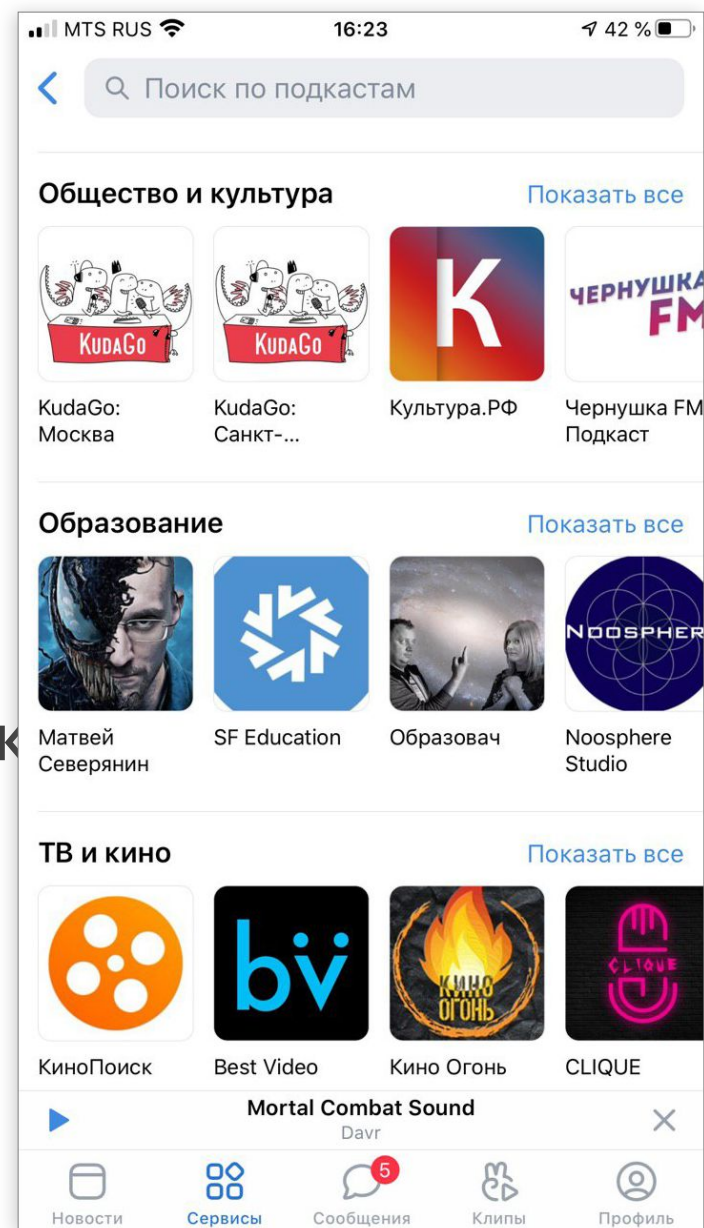 MTS RUS 16:23 42 %
Поиск по подкастам
Общество и культура Показать все
KUDAGO KUDAGO К ЧЕРНУШКА
FM
KudaGo: KudaGo: Культура.РФ Чернушка FM
Москва Санкт-... Подкаст
Образование Показать все
NOOSPHER
к
Матвей SF Education Образовач Noosphere
Северянин Studio
ТВ и кино Показать все
bv КИНО CLIQUE
ОГОНЬ
КиноПоиск Best Video Кино Огонь CLIQUE
Mortal Combat Sound
Davr
5
Новости Сервисы Сообщения Клипы Профиль